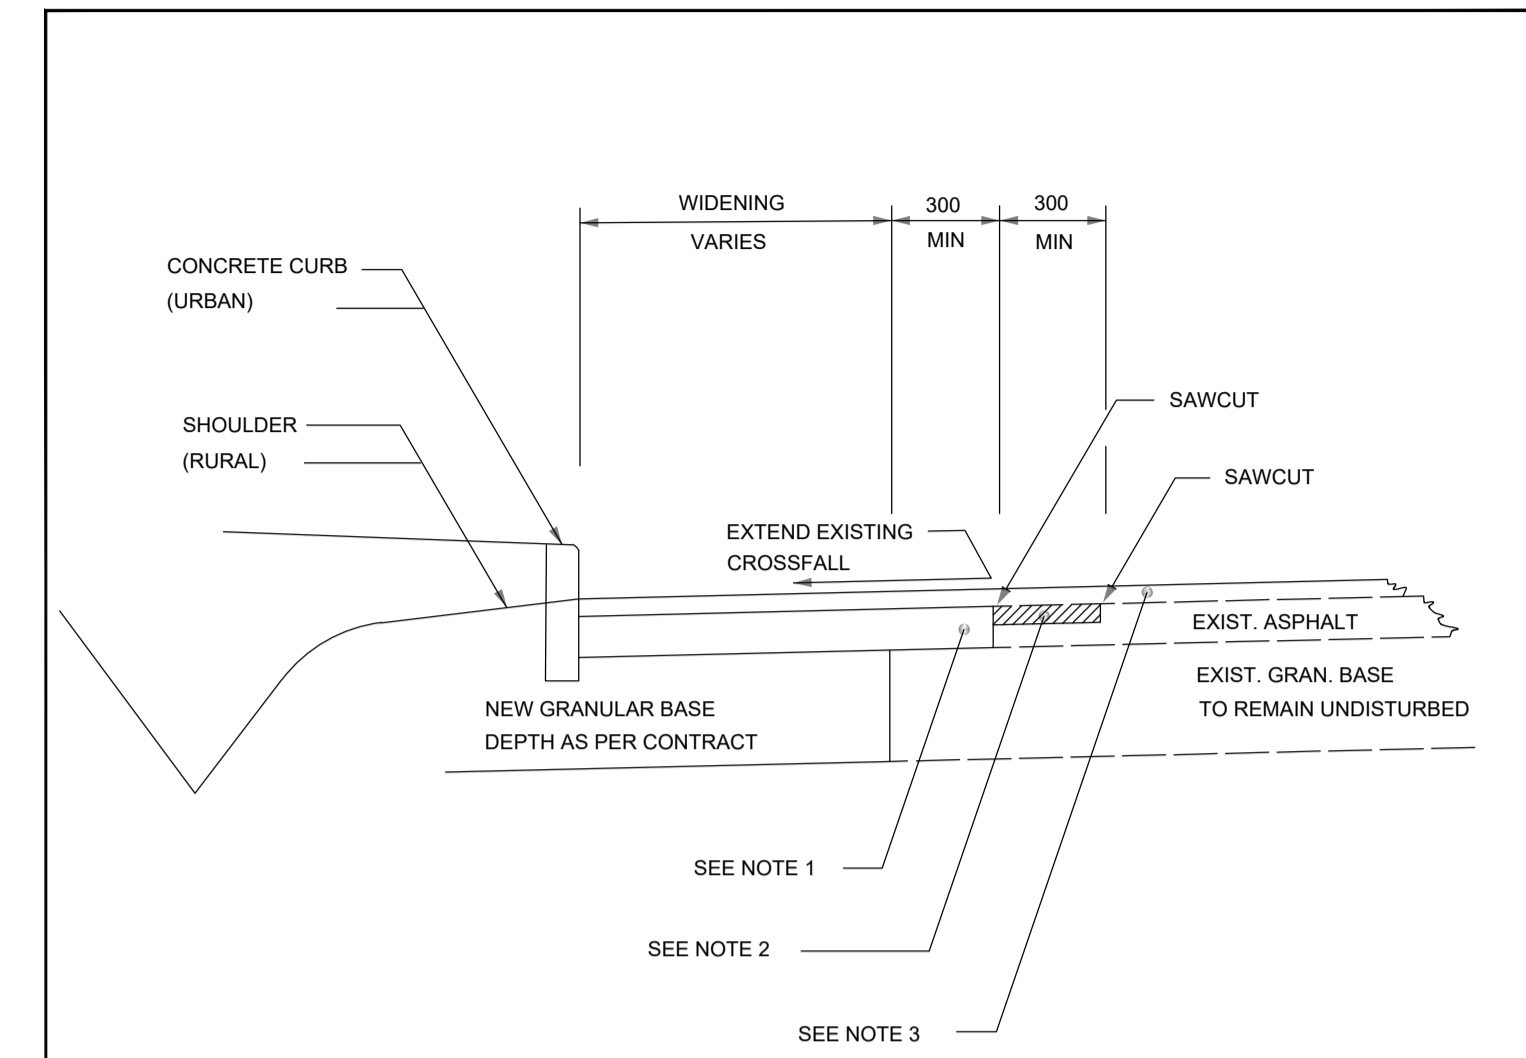 WIDENING
VARIES
300
MIN
300
MIN
CONCRETE CURB
(URBAN)
SHOULDER
(RURAL)
SAWCUT
SAWCUT
EXTEND EXISTING
CROSSFALL
EXIST. ASPHALT
EXIST. GRAN. BASE
TO REMAIN UNDISTURBED
NEW GRANULAR BASE
DEPTH AS PER CONTRACT
SEE NOTE 1
SEE NOTE 2
SEE NOTE 3